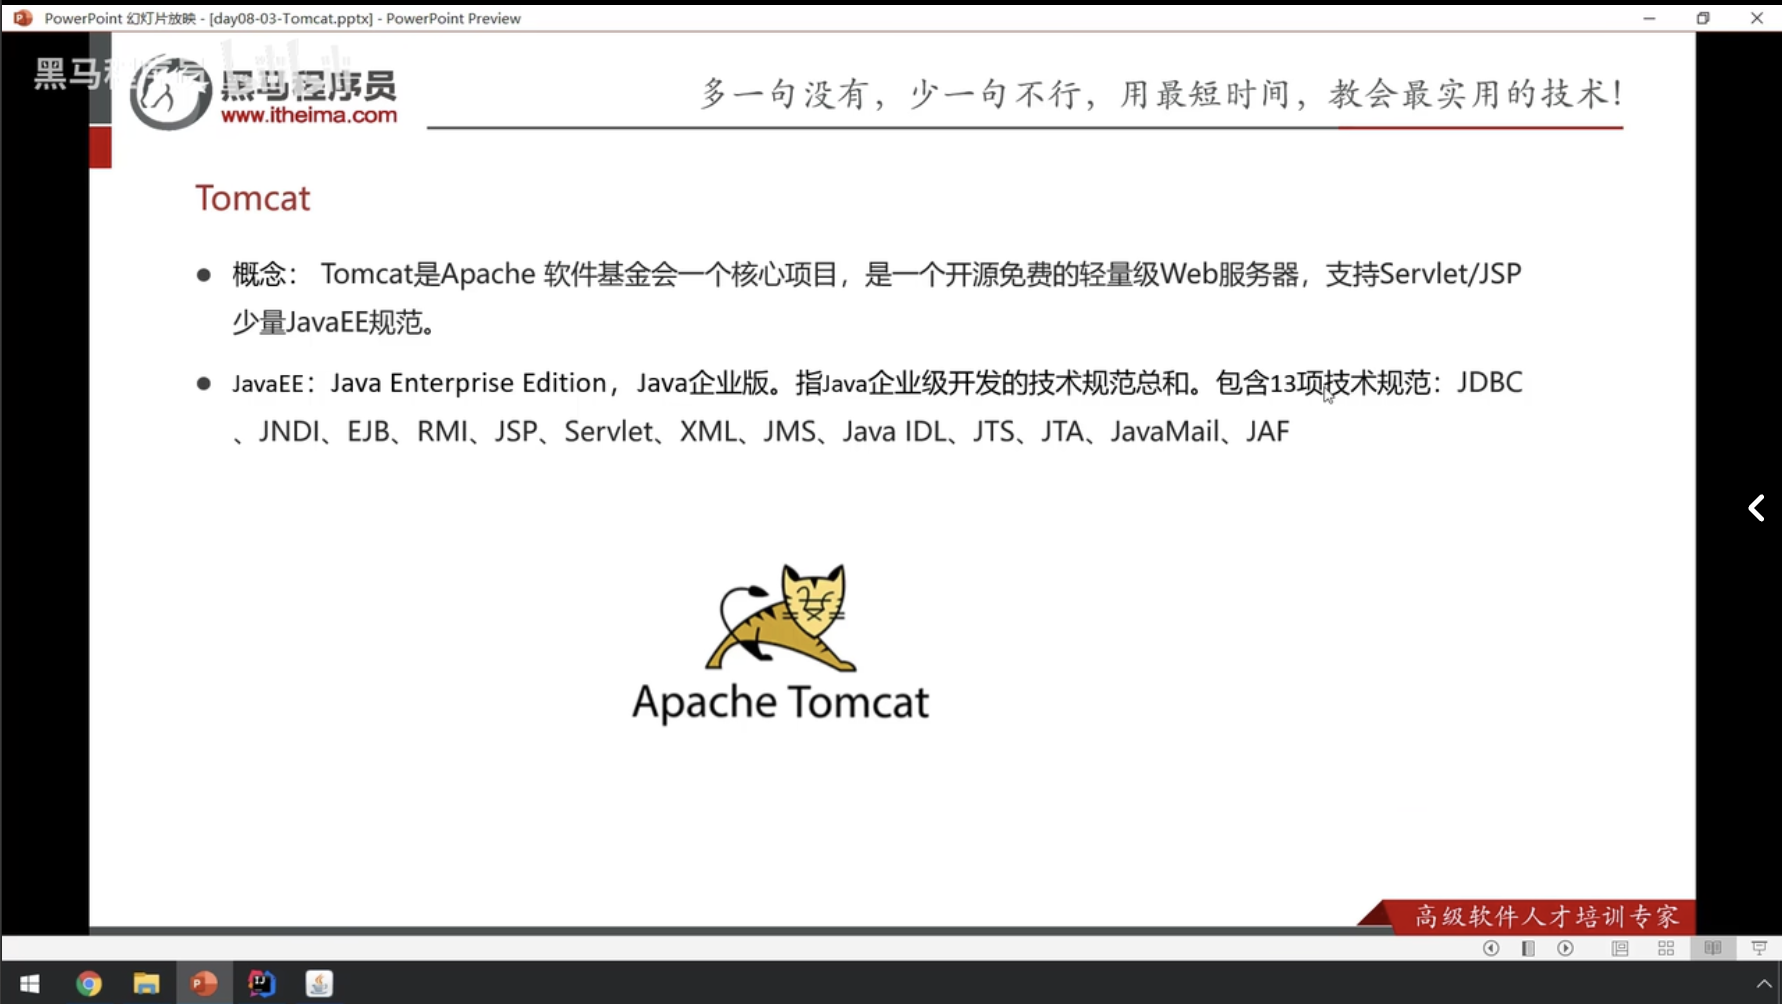 PowerPoint 幻灯片放映 - [day08-03-Tomcat.pptx] - PowerPoint Preview
黑马程序员
黑马程序员
www.itheima.com
多一句没有，少一句不行，用最短时间，教会最实用的技术！
Tomcat
● 概念： Tomcat是Apache 软件基金会一个核心项目，是一个开源免费的轻量级Web服务器，支持Servlet/JSP
少量JavaEE规范。
● JavaEE：Java Enterprise Edition，Java企业版。指Java企业级开发的技术规范总和。包含13项技术规范：JDBC
、JNDI、EJB、RMI、JSP、Servlet、XML、JMS、Java IDL、JTS、JTA、JavaMail、JAF
Apache Tomcat
高级软件人才培训专家